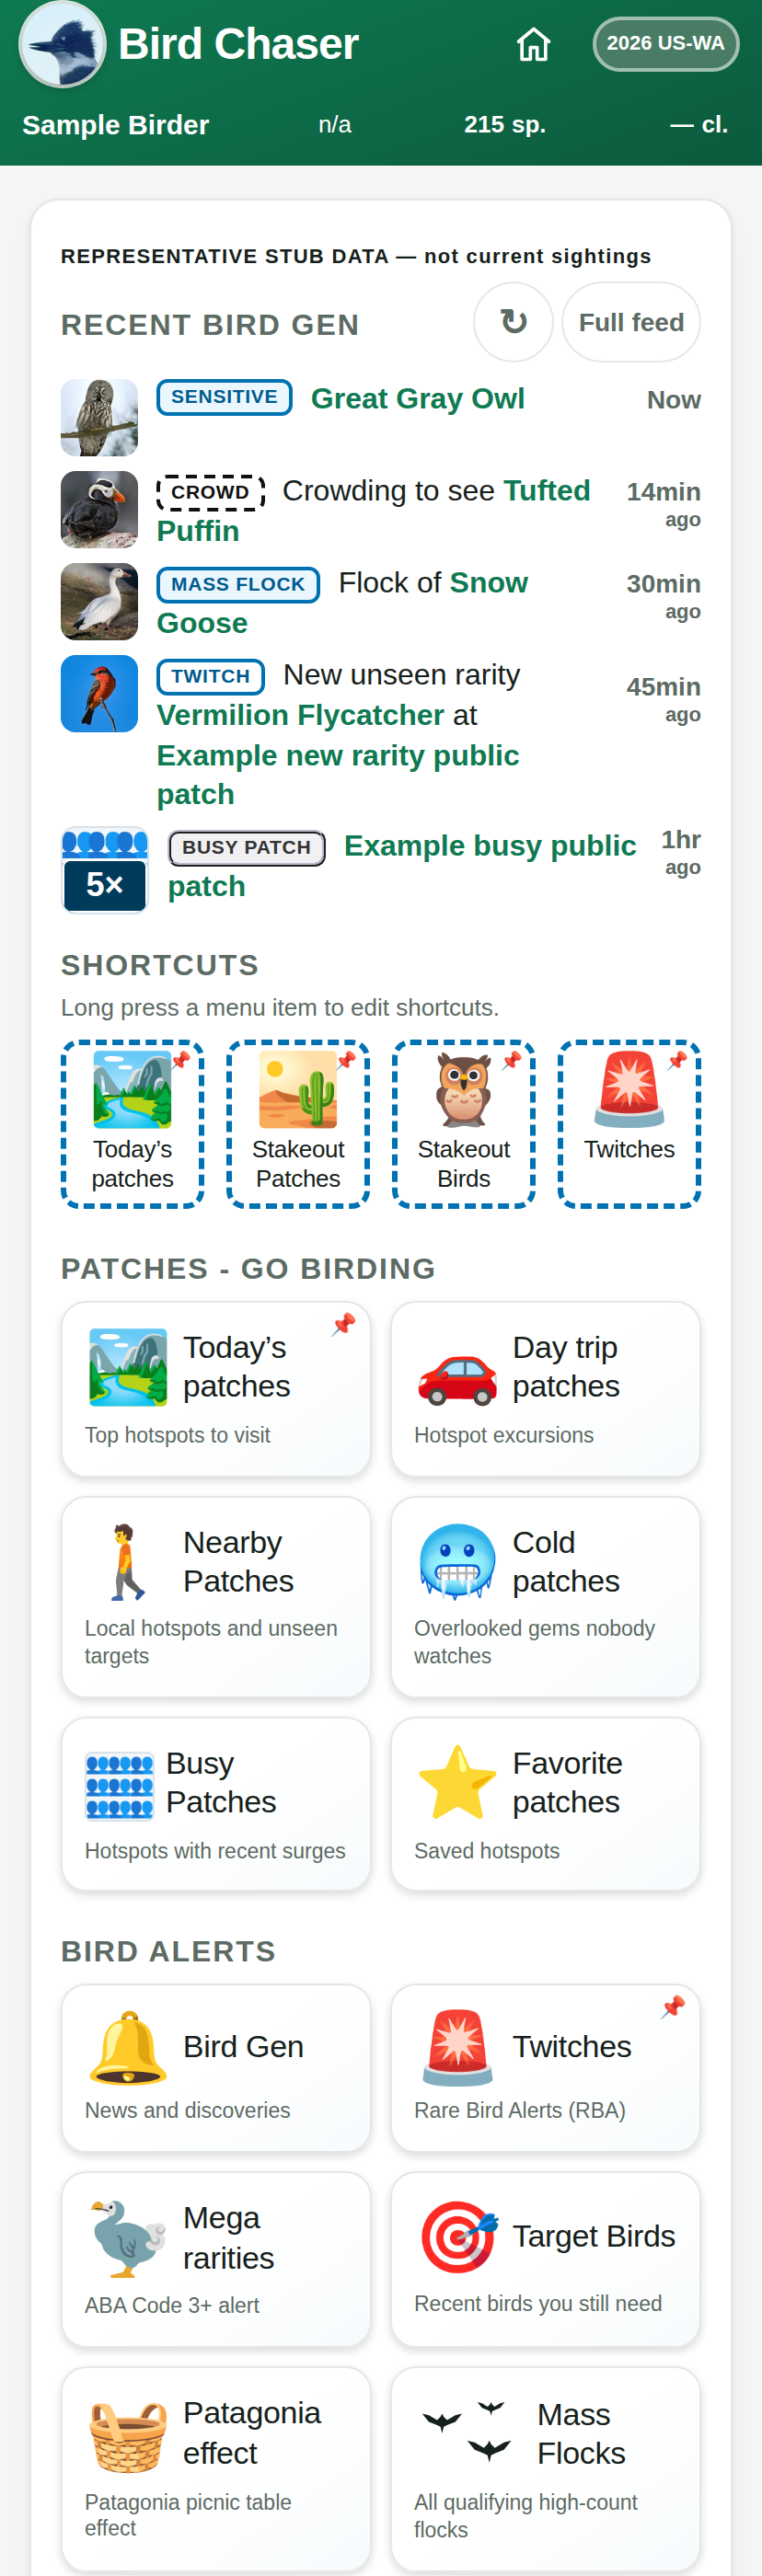 Bird Chaser
2026 US-WA
Sample Birder n/a 215 sp. — cl.
REPRESENTATIVE STUB DATA — not current sightings
RECENT BIRD GEN ↻ Full feed
SENSITIVE Great Gray Owl Now
CROWD Crowding to see Tufted 14min
Puffin ago
MASS FLOCK Flock of Snow 30min
Goose ago
TWITCH New unseen rarity 45min
Vermilion Flycatcher at ago
Example new rarity public
patch
BUSY PATCH Example busy public 1hr
5× patch ago
SHORTCUTS
Long press a menu item to edit shortcuts.
Today’s
patches
Stakeout
Patches
Stakeout
Birds
Twitches
PATCHES - GO BIRDING
Today’s
patches
Top hotspots to visit
Day trip
patches
Hotspot excursions
Nearby
Patches
Local hotspots and unseen
targets
Cold
patches
Overlooked gems nobody
watches
Busy
Patches
Hotspots with recent surges
Favorite
patches
Saved hotspots
BIRD ALERTS
Bird Gen
News and discoveries
Twitches
Rare Bird Alerts (RBA)
Mega
rarities
ABA Code 3+ alert
Target Birds
Recent birds you still need
Patagonia
effect
Patagonia picnic table
effect
Mass
Flocks
All qualifying high-count
flocks